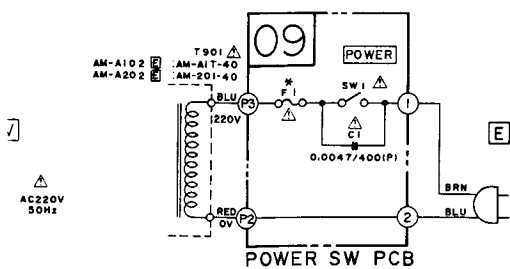 09
T901 ⚠
AM-A102 E AM-A1T-40
AM-A202 E AM-201-40
POWER
BLU P3
* F1 ⚠
SW1 ⚠
1
220V
⚠ C1
0.0047/400(P)
E
⚠
AC220V
50Hz
BRN
RED P2
0V
2
BLU
POWER SW PCB